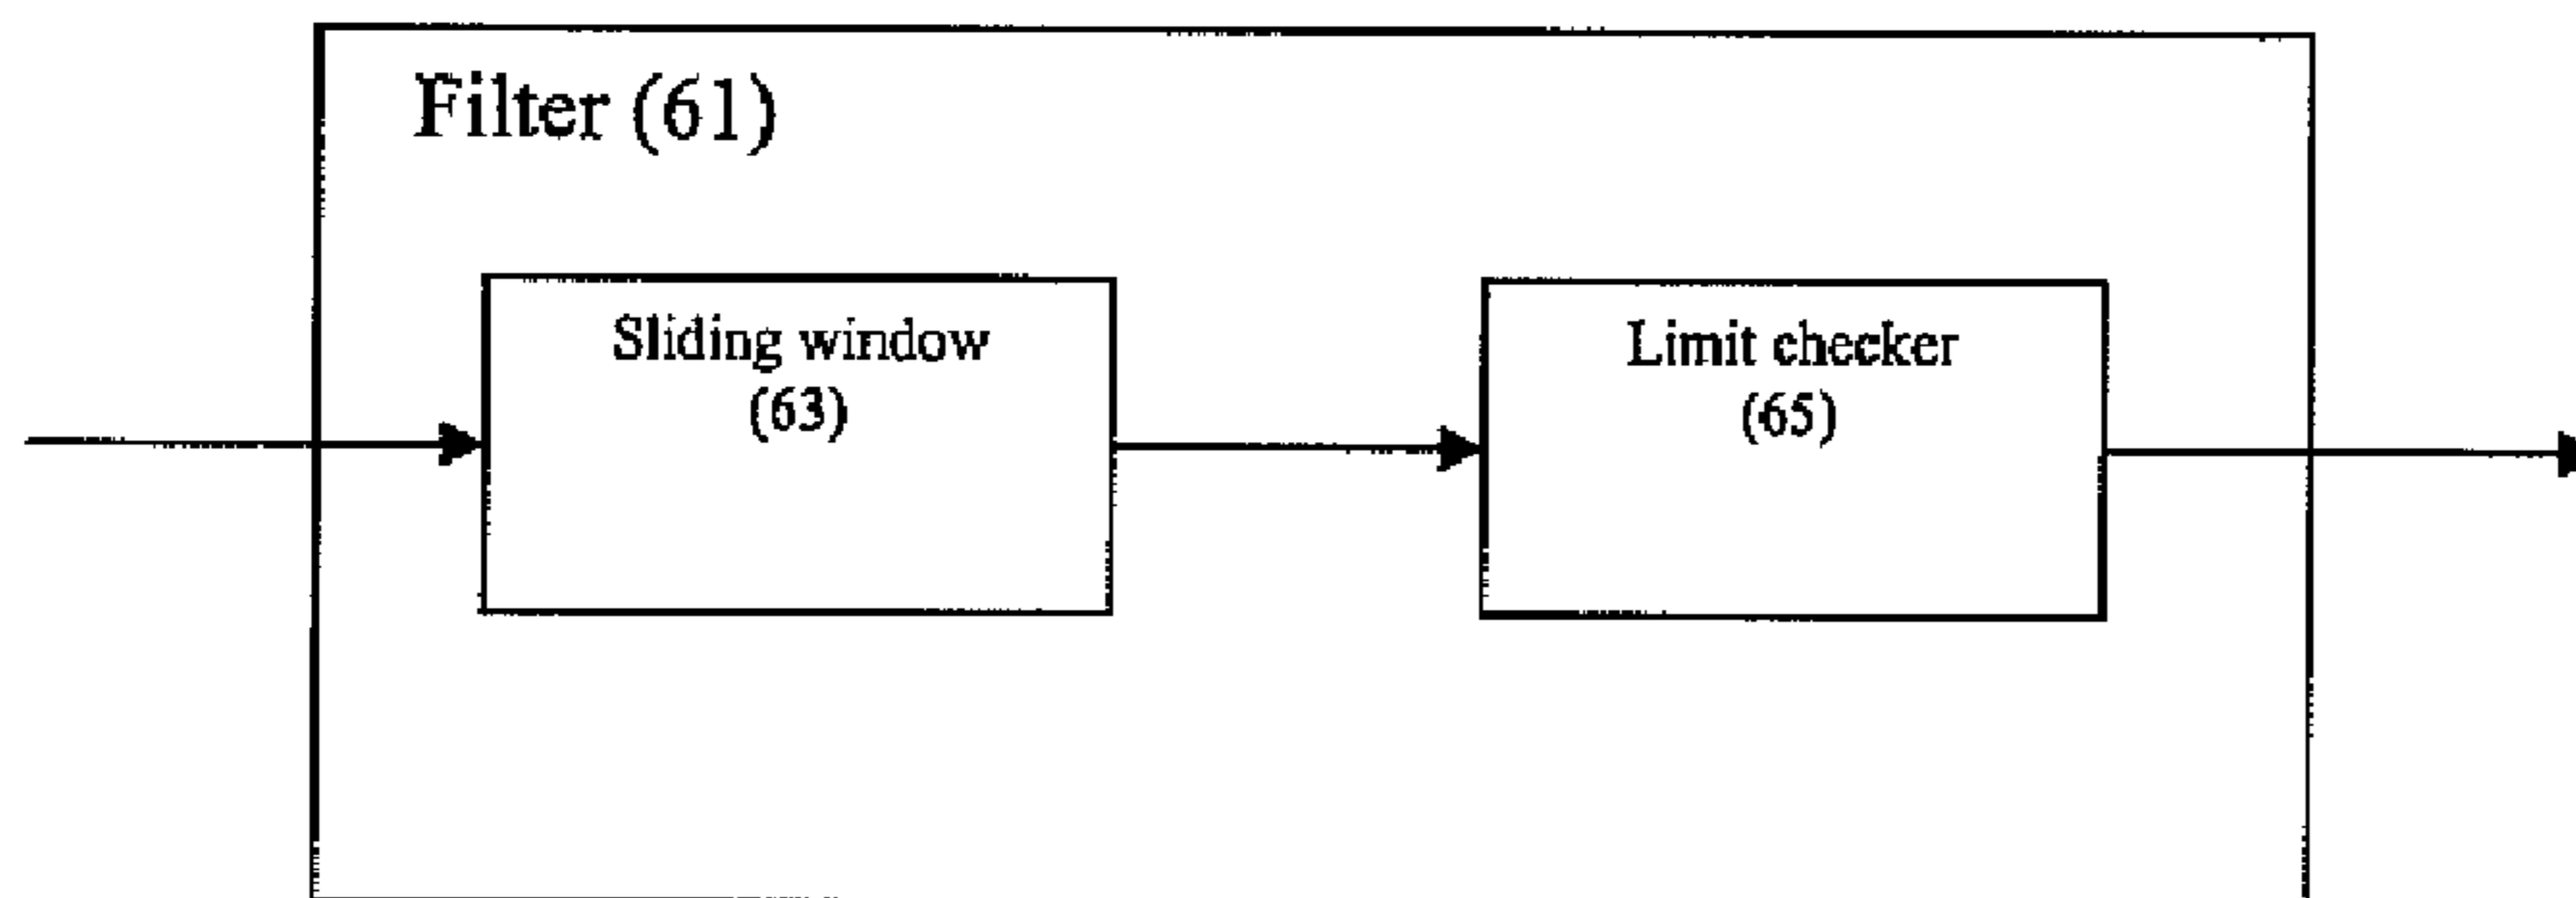 Filter (61)
Sliding window
(63)
Limit checker
(65)